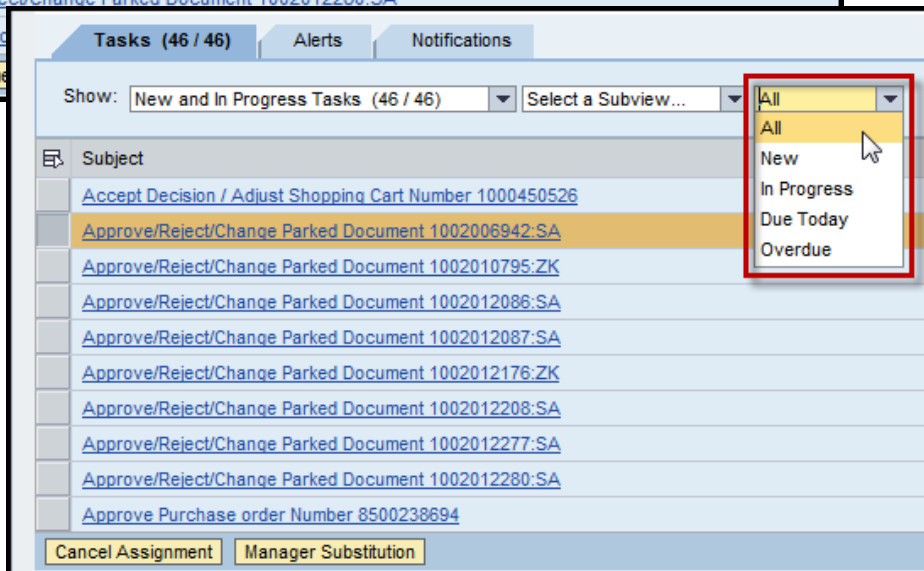 Change Parked Document 1002012280:SA
Tasks (46 / 46) Alerts Notifications
Show: New and In Progress Tasks (46 / 46) Select a Subview... All
All
New
In Progress
Due Today
Overdue
Subject
Accept Decision / Adjust Shopping Cart Number 1000450526
Approve/Reject/Change Parked Document 1002006942:SA
Approve/Reject/Change Parked Document 1002010795:ZK
Approve/Reject/Change Parked Document 1002012086:SA
Approve/Reject/Change Parked Document 1002012087:SA
Approve/Reject/Change Parked Document 1002012176:ZK
Approve/Reject/Change Parked Document 1002012208:SA
Approve/Reject/Change Parked Document 1002012277:SA
Approve/Reject/Change Parked Document 1002012280:SA
Approve Purchase order Number 8500238694
Cancel Assignment Manager Substitution